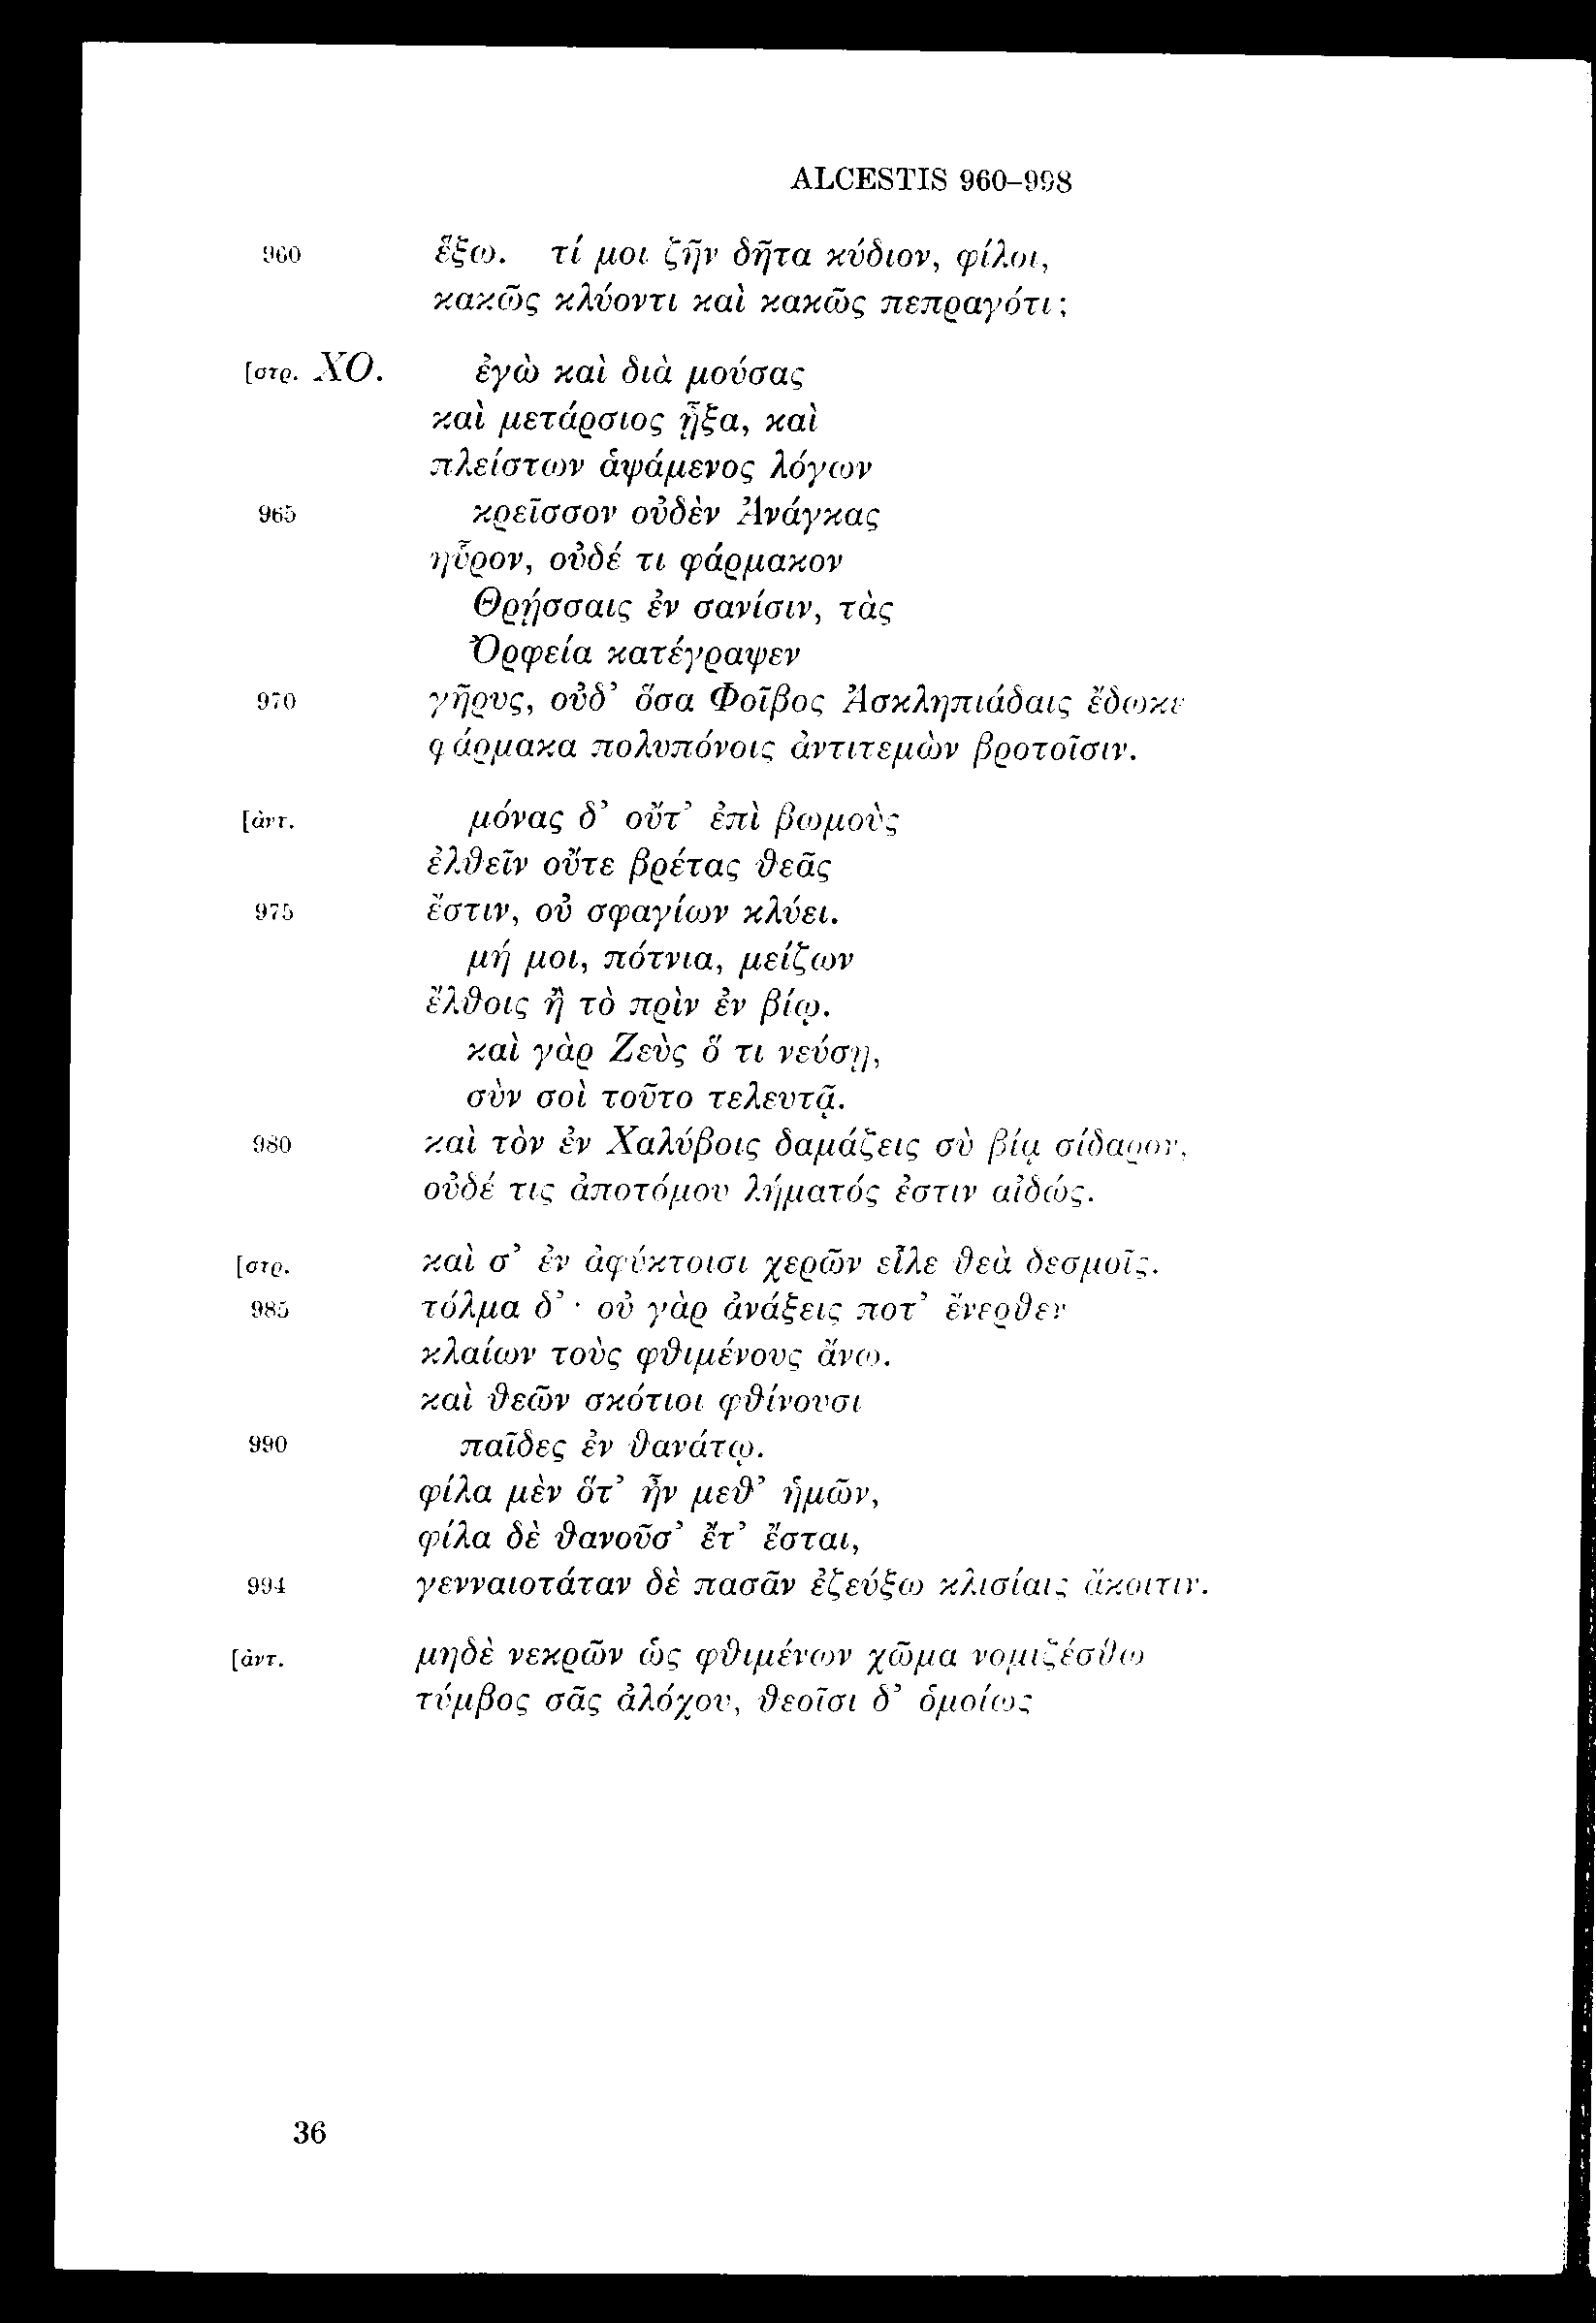 ALCESTIS 960–998
960 ἕξω. τί μοι ζῆν δῆτα κύδιον, φίλοι,
κακῶς κλύοντι καὶ κακῶς πεπραγότι;
[στρ. ΧΟ. ἐγὼ καὶ διὰ μούσας
καὶ μετάρσιος ᾖξα, καὶ
πλείστων ἁψάμενος λόγων
965 κρεῖσσον οὐδὲν Ἀνάγκας
ηὗρον, οὐδέ τι φάρμακον
Θρῄσσαις ἐν σανίσιν, τὰς
Ὀρφεία κατέγραψεν
970 γῆρυς, οὐδ’ ὅσα Φοῖβος Ἀσκληπιάδαις ἔδωκε
φάρμακα πολυπόνοις ἀντιτεμὼν βροτοῖσιν.
[ἀντ. μόνας δ’ οὔτ’ ἐπὶ βωμοὺς
ἐλθεῖν οὔτε βρέτας θεᾶς
975 ἔστιν, οὐ σφαγίων κλύει.
μή μοι, πότνια, μείζων
ἔλθοις ἢ τὸ πρὶν ἐν βίῳ.
καὶ γὰρ Ζεὺς ὅ τι νεύσῃ,
σὺν σοὶ τοῦτο τελευτᾷ.
980 καὶ τὸν ἐν Χαλύβοις δαμάζεις σὺ βίᾳ σίδαρον,
οὐδέ τις ἀποτόμου λήματός ἐστιν αἰδώς.
[στρ. καὶ σ’ ἐν ἀφύκτοισι χερῶν εἷλε θεὰ δεσμοῖς.
985 τόλμα δ’· οὐ γὰρ ἀνάξεις ποτ’ ἔνερθεν
κλαίων τοὺς φθιμένους ἄνω.
καὶ θεῶν σκότιοι φθίνουσι
990 παῖδες ἐν θανάτῳ.
φίλα μὲν ὅτ’ ἦν μεθ’ ἡμῶν,
φίλα δὲ θανοῦσ’ ἔτ’ ἔσται,
994 γενναιοτάταν δὲ πασᾶν ἐζεύξω κλισίαις ἄκοιτιν.
[ἀντ. μηδὲ νεκρῶν ὡς φθιμένων χῶμα νομιζέσθω
τύμβος σᾶς ἀλόχου, θεοῖσι δ’ ὁμοίως
36